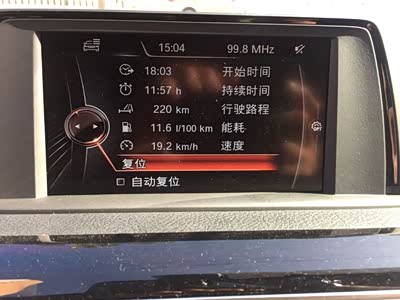 15:04 99.8 MHz
18:03 开始时间
11:57 h 持续时间
220 km 行驶路程
11.6 l/100 km 能耗
19.2 km/h 速度
复位
自动复位